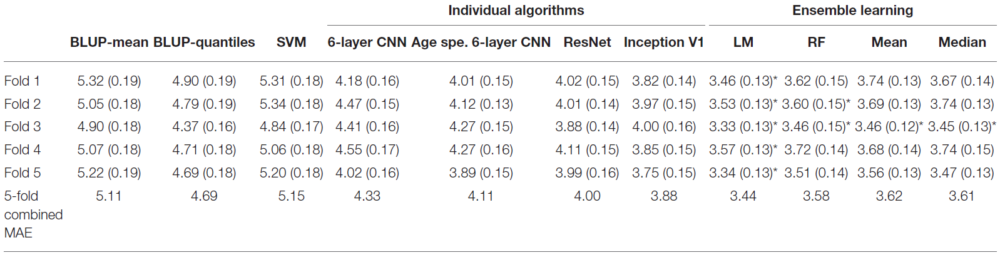 Individual algorithms Ensemble learning
BLUP-mean BLUP-quantiles SVM 6-layer CNN Age spe. 6-layer CNN ResNet Inception V1 LM RF Mean Median
Fold 1 5.32 (0.19) 4.90 (0.19) 5.31 (0.18) 4.18 (0.16) 4.01 (0.15) 4.02 (0.15) 3.82 (0.14) 3.46 (0.13)* 3.62 (0.15) 3.74 (0.13) 3.67 (0.14)
Fold 2 5.05 (0.18) 4.79 (0.19) 5.34 (0.18) 4.47 (0.15) 4.12 (0.13) 4.01 (0.14) 3.97 (0.15) 3.53 (0.13)* 3.60 (0.15)* 3.69 (0.13) 3.74 (0.13)
Fold 3 4.90 (0.18) 4.37 (0.16) 4.84 (0.17) 4.41 (0.16) 4.27 (0.15) 3.88 (0.14) 4.00 (0.16) 3.33 (0.13)* 3.46 (0.15)* 3.46 (0.12)* 3.45 (0.13)*
Fold 4 5.07 (0.18) 4.71 (0.18) 5.06 (0.18) 4.55 (0.17) 4.27 (0.16) 4.11 (0.15) 3.85 (0.15) 3.57 (0.13)* 3.72 (0.14) 3.68 (0.14) 3.74 (0.15)
Fold 5 5.22 (0.19) 4.69 (0.18) 5.20 (0.18) 4.02 (0.16) 3.89 (0.15) 3.99 (0.16) 3.75 (0.15) 3.34 (0.13)* 3.51 (0.14) 3.56 (0.13) 3.47 (0.13)
5-fold 5.11 4.69 5.15 4.33 4.11 4.00 3.88 3.44 3.58 3.62 3.61
combined
MAE